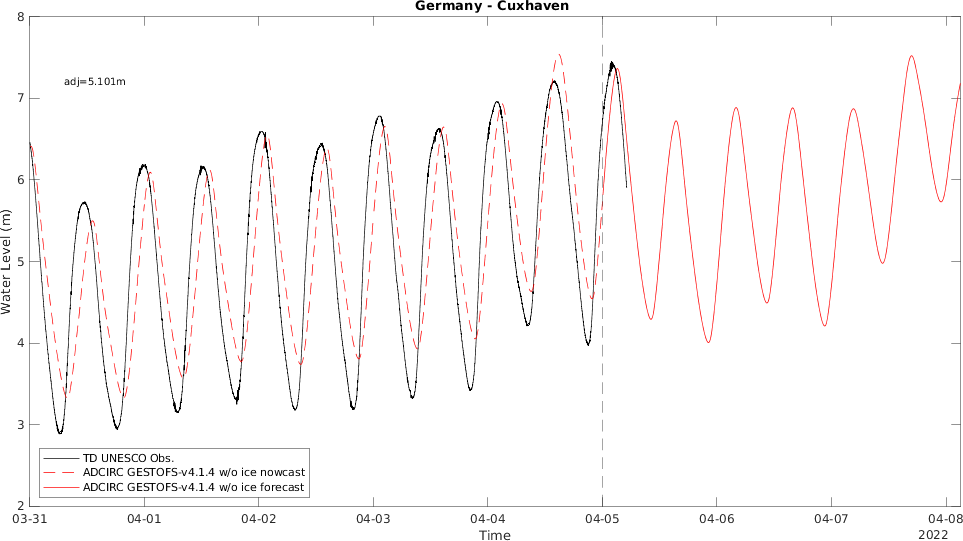 Germany - Cuxhaven
8
7
6
5
4
3
2
Water Level (m)
adj=5.101m
TD UNESCO Obs.
ADCIRC GESTOFS-v4.1.4 w/o ice nowcast
ADCIRC GESTOFS-v4.1.4 w/o ice forecast
03-31 04-01 04-02 04-03 04-04 04-05 04-06 04-07 04-08
Time
2022